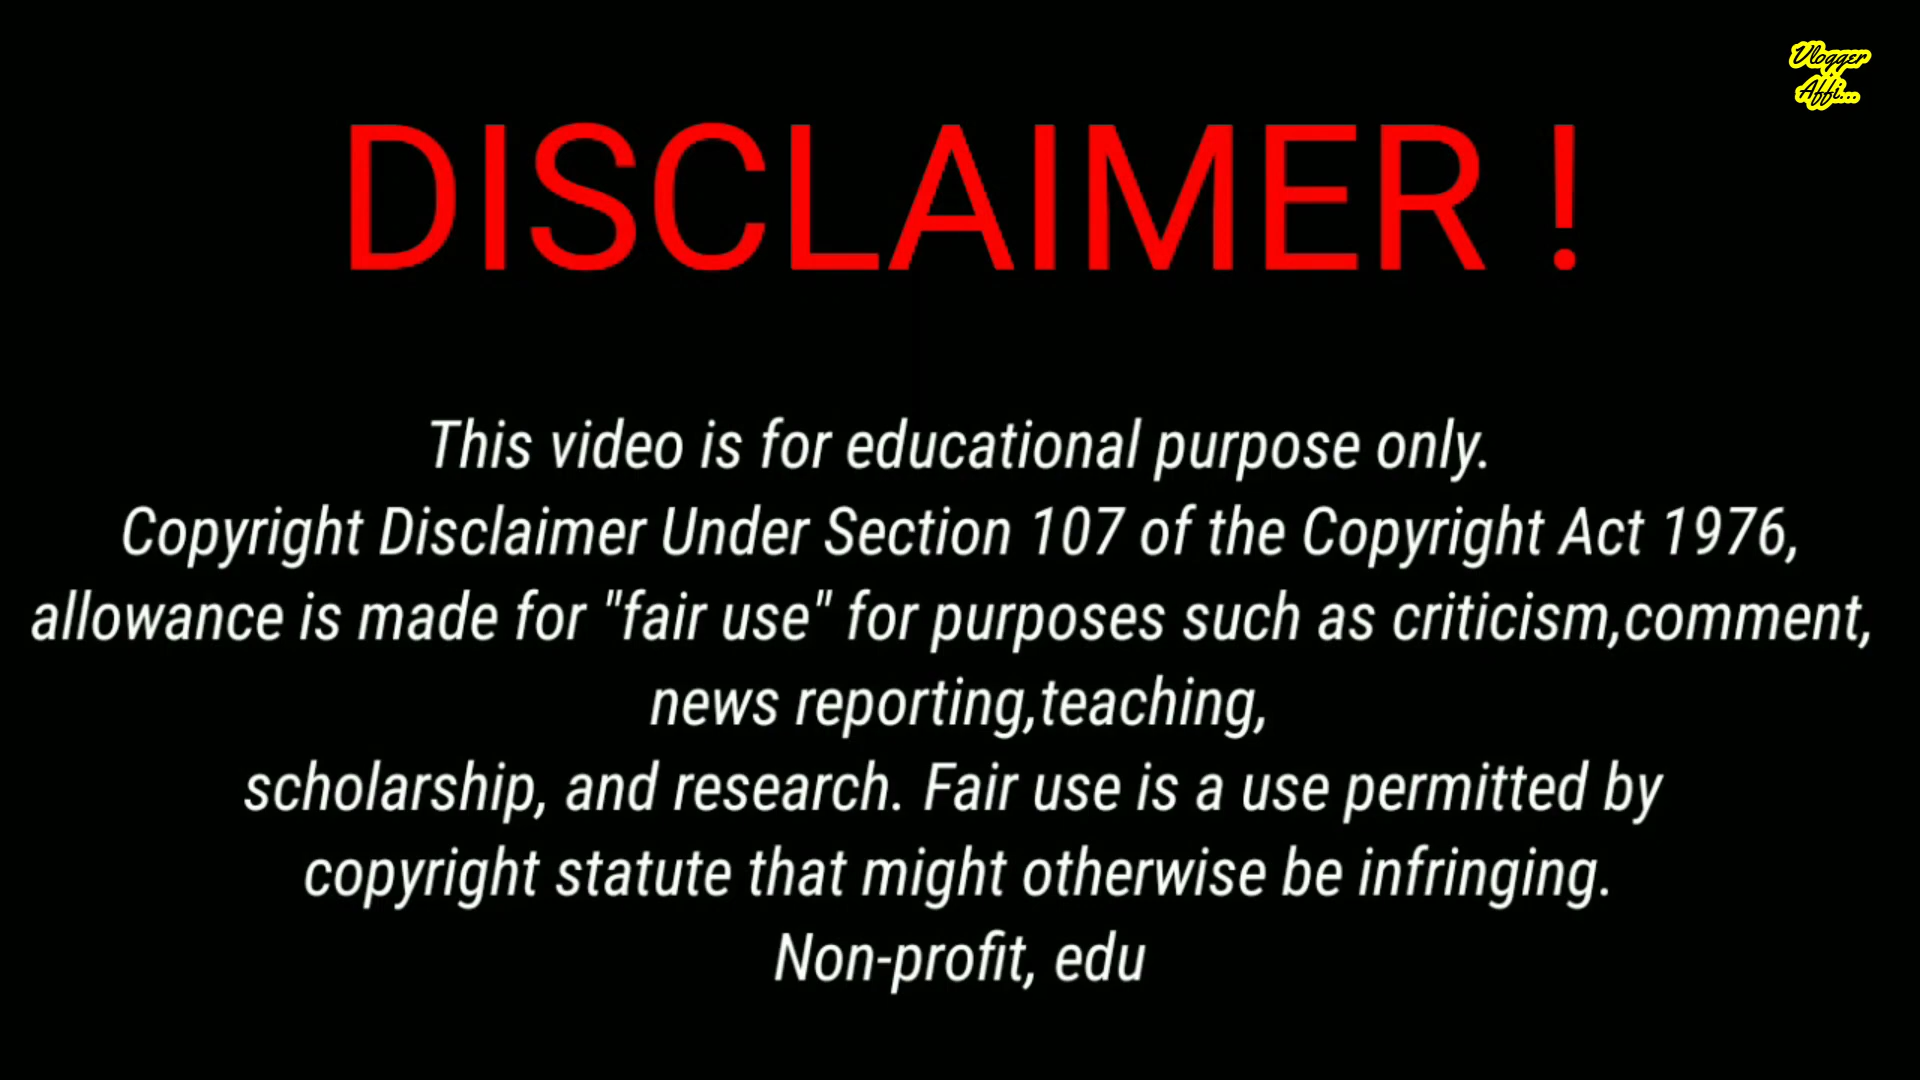 Vlogger
Affi...
DISCLAIMER !
This video is for educational purpose only.
Copyright Disclaimer Under Section 107 of the Copyright Act 1976,
allowance is made for "fair use" for purposes such as criticism,comment,
news reporting,teaching,
scholarship, and research. Fair use is a use permitted by
copyright statute that might otherwise be infringing.
Non-profit, edu